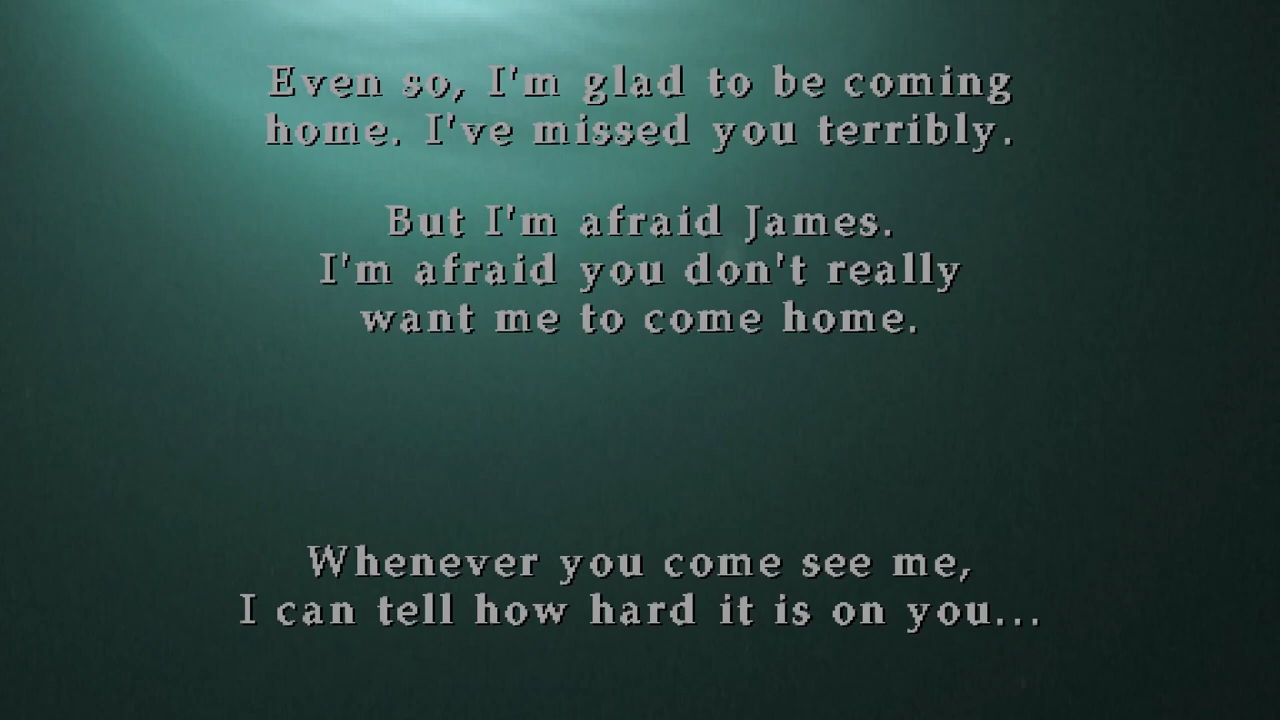 Even so, I'm glad to be coming
home. I've missed you terribly.
But I'm afraid James.
I'm afraid you don't really
want me to come home.
Whenever you come see me,
I can tell how hard it is on you...